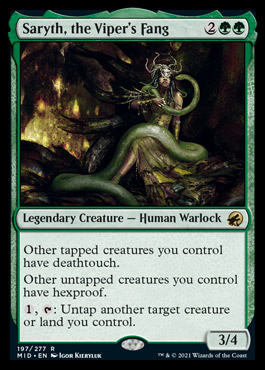 Saryth, the Viper's Fang 2
Legendary Creature — Human Warlock
Other tapped creatures you control
have deathtouch.
Other untapped creatures you control
have hexproof.
1, : Untap another target creature
or land you control.
3/4
197/277 R
MID • EN Igor Kieryluk
™ & © 2021 Wizards of the Coast